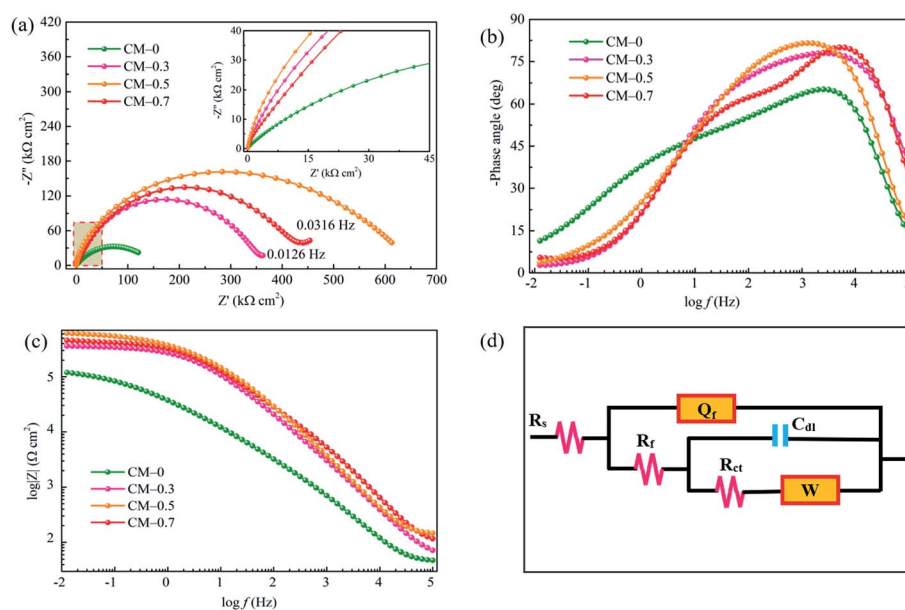 (a)
420
360
300
240
180
120
60
0
-Z'' (kΩ cm²)
CM–0
CM–0.3
CM–0.5
CM–0.7
40
30
20
10
0
-Z'' (kΩ cm²)
0 15 30 45
Z' (kΩ cm²)
0.0316 Hz
0.0126 Hz
0 100 200 300 400 500 600 700
Z' (kΩ cm²)
(b)
90
75
60
45
30
15
0
-Phase angle (deg)
CM–0
CM–0.3
CM–0.5
CM–0.7
-2 -1 0 1 2 3 4 5
log f (Hz)
(c)
5
4
3
2
log|Z| (Ω cm²)
CM–0
CM–0.3
CM–0.5
CM–0.7
-2 -1 0 1 2 3 4 5
log f (Hz)
(d)
Rs
Qf
Cdl
Rf
Rct
W